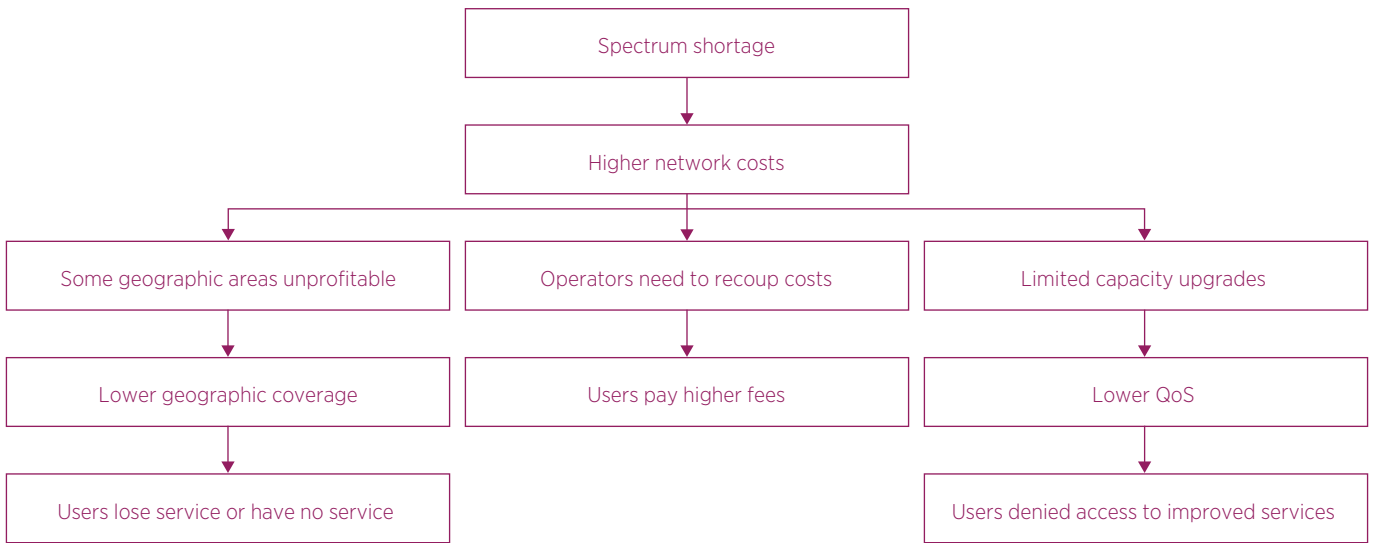 Spectrum shortage
Higher network costs
Some geographic areas unprofitable
Operators need to recoup costs
Limited capacity upgrades
Lower geographic coverage
Users pay higher fees
Lower QoS
Users lose service or have no service
Users denied access to improved services